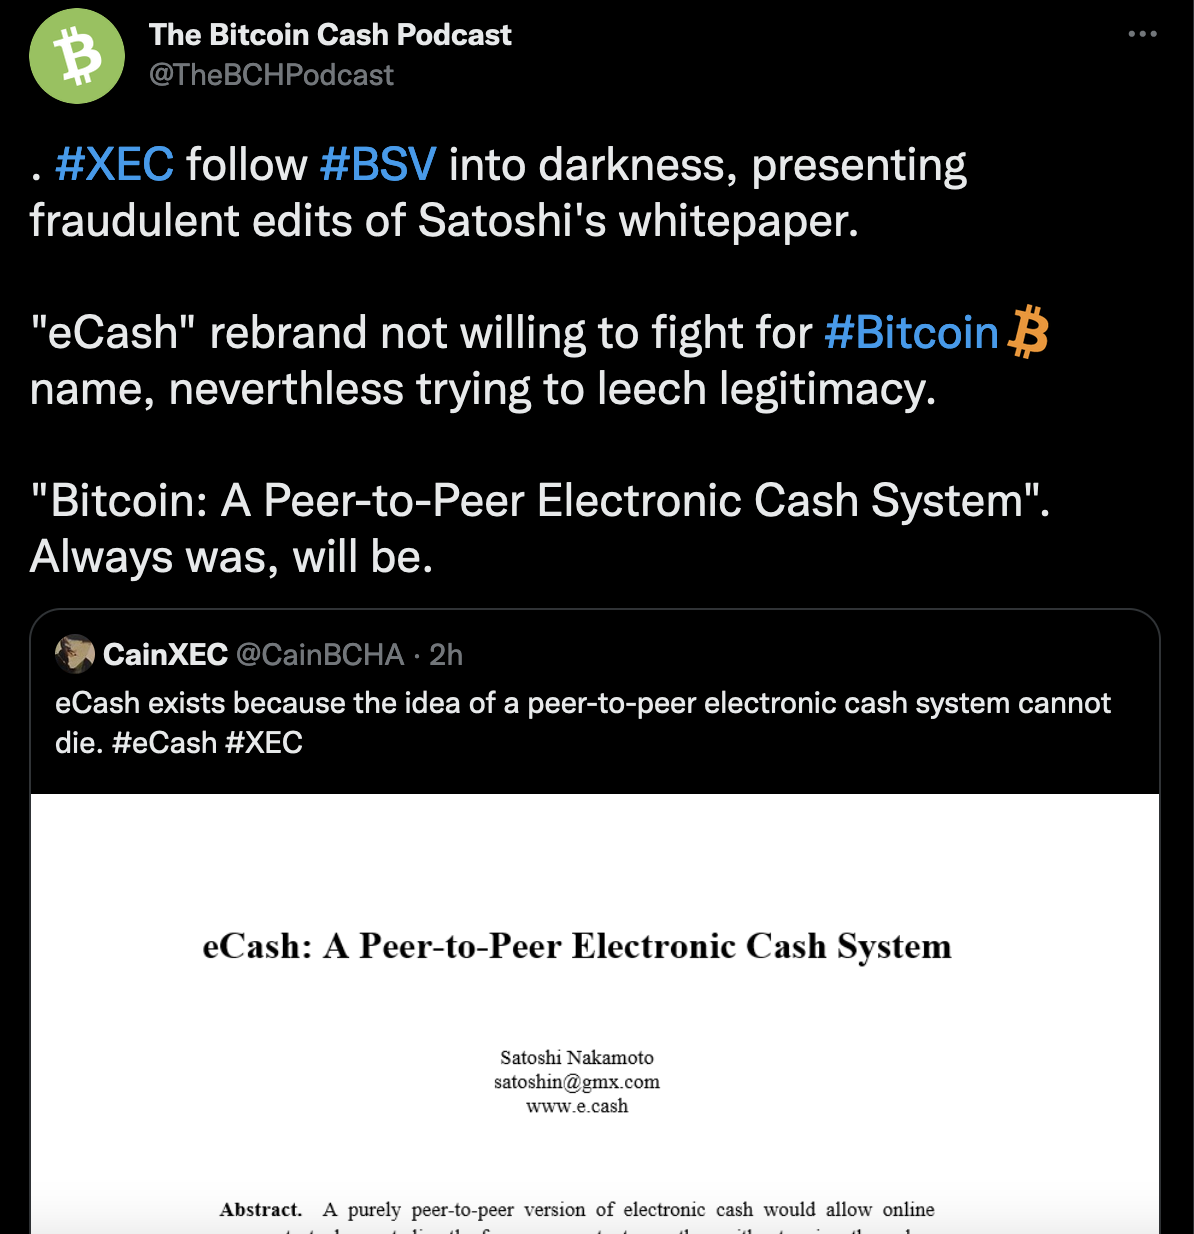 The Bitcoin Cash Podcast
@TheBCHPodcast
. #XEC follow #BSV into darkness, presenting
fraudulent edits of Satoshi's whitepaper.
"eCash" rebrand not willing to fight for #Bitcoin
name, neverthless trying to leech legitimacy.
"Bitcoin: A Peer-to-Peer Electronic Cash System".
Always was, will be.
CainXEC @CainBCHA · 2h
eCash exists because the idea of a peer-to-peer electronic cash system cannot
die. #eCash #XEC
eCash: A Peer-to-Peer Electronic Cash System
Satoshi Nakamoto
satoshin@gmx.com
www.e.cash
Abstract. A purely peer-to-peer version of electronic cash would allow online